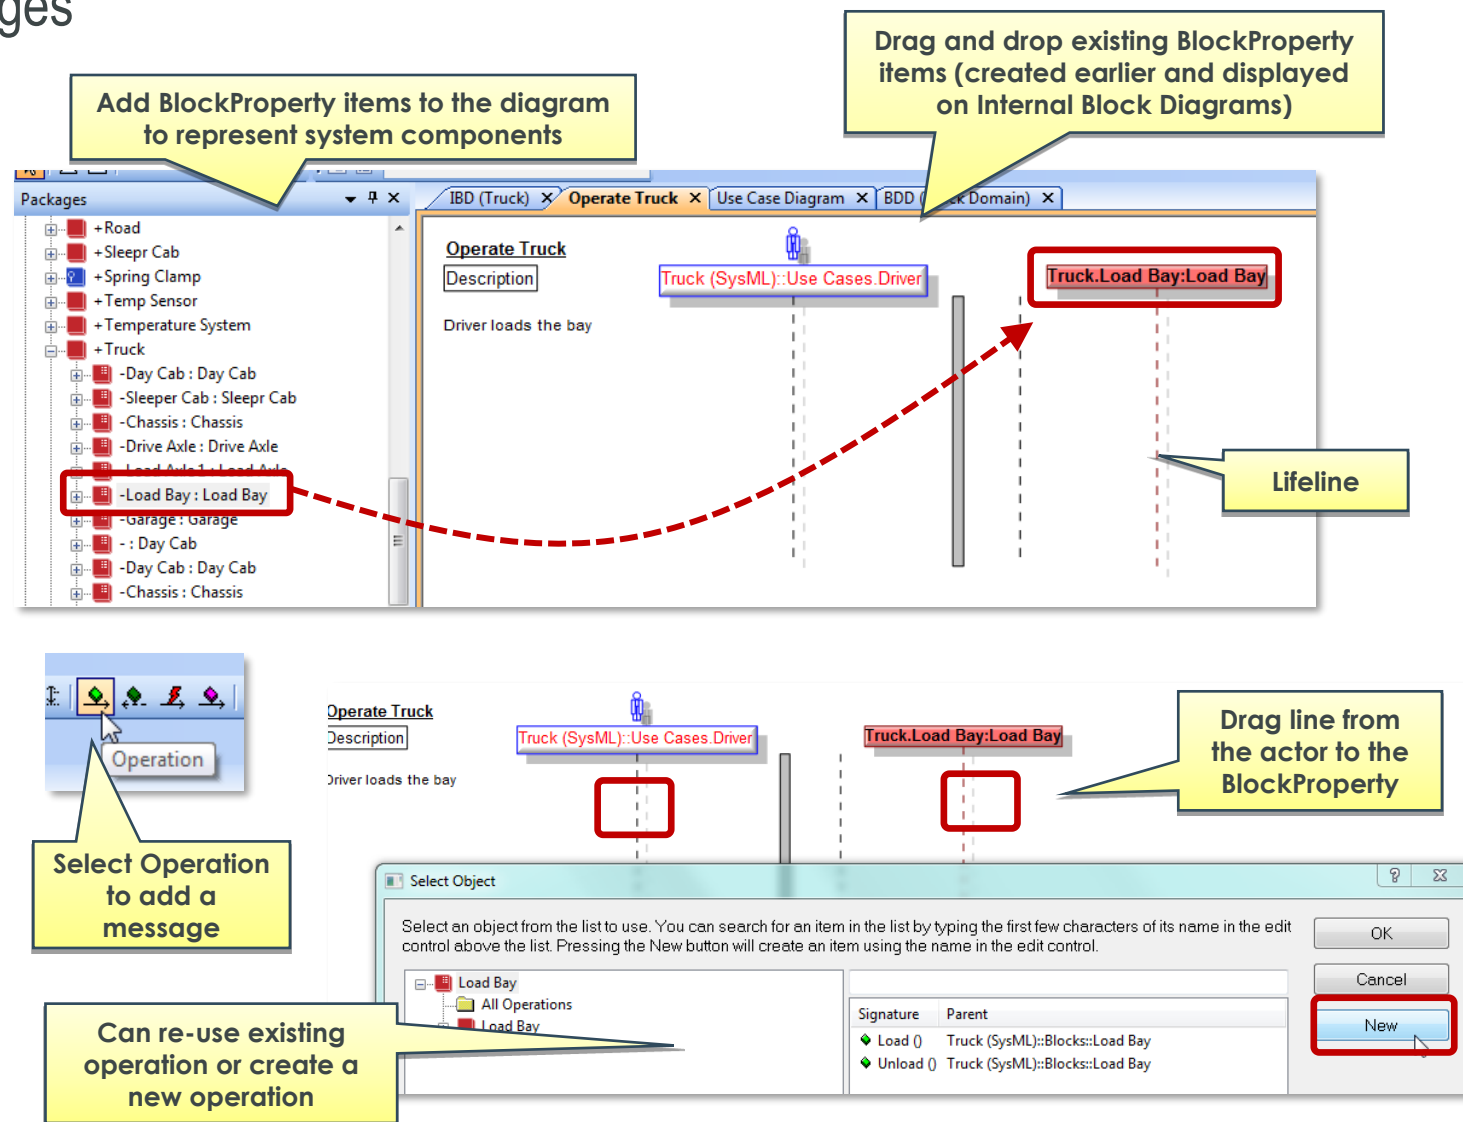 Drag and drop existing BlockProperty
items (created earlier and displayed
on Internal Block Diagrams)
Add BlockProperty items to the diagram
to represent system components
Packages
IBD (Truck)
Operate Truck
Use Case Diagram
BDD (
Domain)
+Road
+Sleepr Cab
+Spring Clamp
+Temp Sensor
+Temperature System
+Truck
-Day Cab : Day Cab
-Sleeper Cab : Sleepr Cab
-Chassis : Chassis
-Drive Axle : Drive Axle
-Load Axle 1 : Load Axle
-Load Bay : Load Bay
-Garage : Garage
- : Day Cab
-Day Cab : Day Cab
-Chassis : Chassis
Operate Truck
Description
Driver loads the bay
Truck (SysML)::Use Cases.Driver
Truck.Load Bay:Load Bay
Lifeline
Operation
Select Operation
to add a
message
Operate Truck
Description
Driver loads the bay
Truck (SysML)::Use Cases.Driver
Truck.Load Bay:Load Bay
Drag line from
the actor to the
BlockProperty
Select Object
Select an object from the list to use. You can search for an item in the list by typing the first few characters of its name in the edit
control above the list. Pressing the New button will create an item using the name in the edit control.
OK
Cancel
New
Load Bay
All Operations
Load Bay
Signature Parent
Load () Truck (SysML)::Blocks::Load Bay
Unload () Truck (SysML)::Blocks::Load Bay
Can re-use existing
operation or create a
new operation